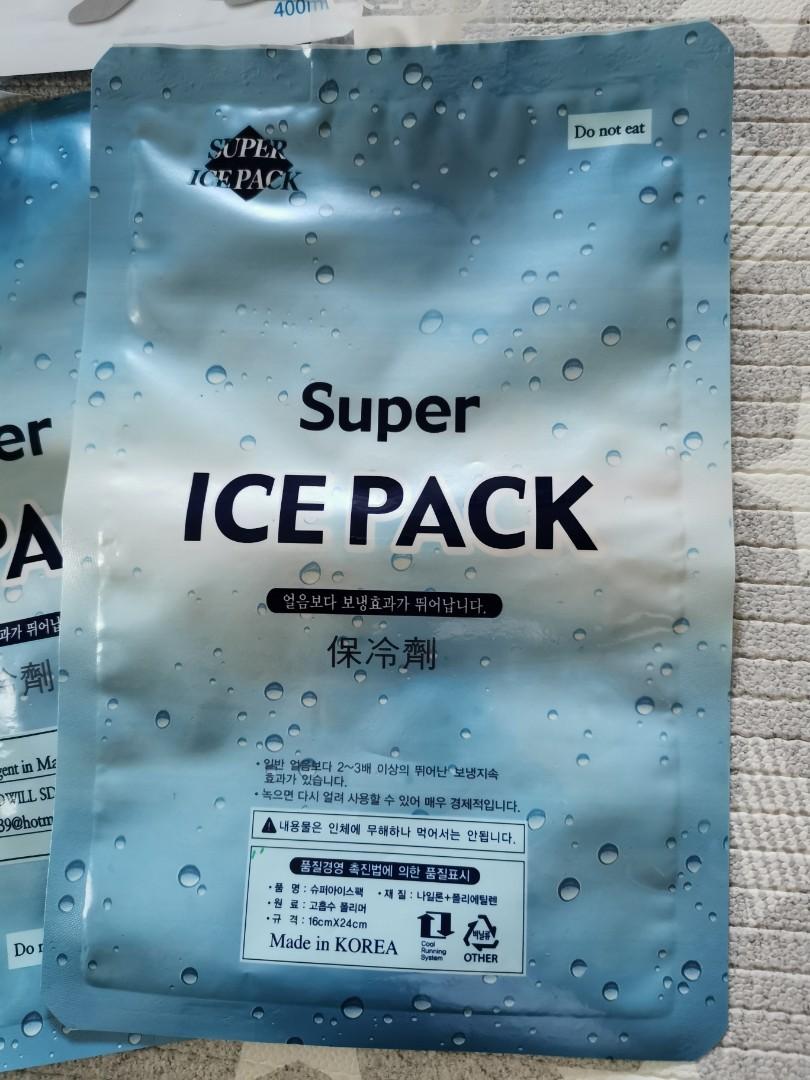 400ml
SUPER
ICE PACK
Do not eat
Super
ICE PACK
얼음보다 보냉효과가 뛰어납니다.
保冷劑
• 일반 얼음보다 2~3배 이상의 뛰어난 보냉지속
효과가 있습니다.
• 녹으면 다시 얼려 사용할 수 있어 매우 경제적입니다.
내용물은 인체에 무해하나 먹어서는 안됩니다.
품질경영 촉진법에 의한 품질표시
• 품 명 : 슈퍼아이스팩 • 재 질 : 나일론+폴리에틸렌
• 원 료 : 고흡수 폴리머
• 규 격 : 16cmX24cm
Made in KOREA
Cool
Running
System
비닐류
OTHER
er
PA
과가 뛰어납
冷劑
gent in Ma
WILL SD
39@hotm
Do n